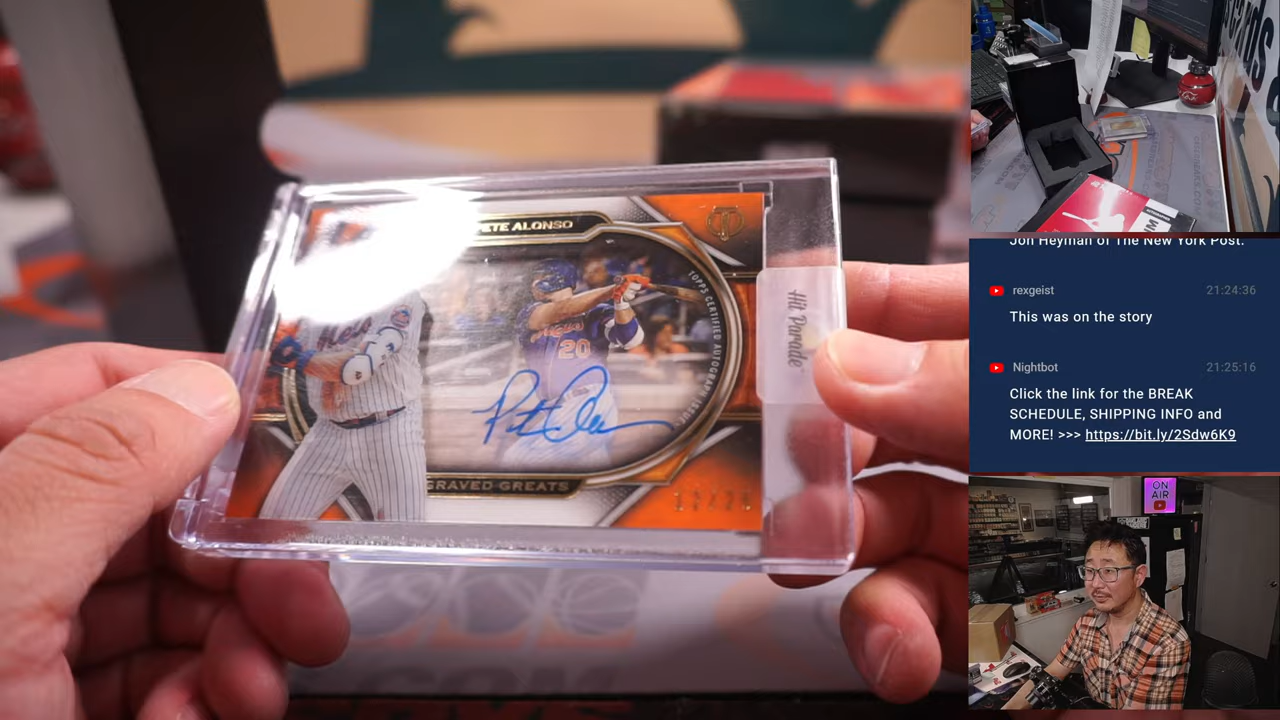 PETE ALONSO
TOPPS CERTIFIED AUTOGRAPH ISSUE
Mets
20
Mets
GRAVED GREATS
Hit Parade
Jon Heyman of The New York Post.
rexgeist 21:24:36
This was on the story
Nightbot 21:25:16
Click the link for the BREAK
SCHEDULE, SHIPPING INFO and
MORE! >>> https://bit.ly/2Sdw6K9
ON
AIR